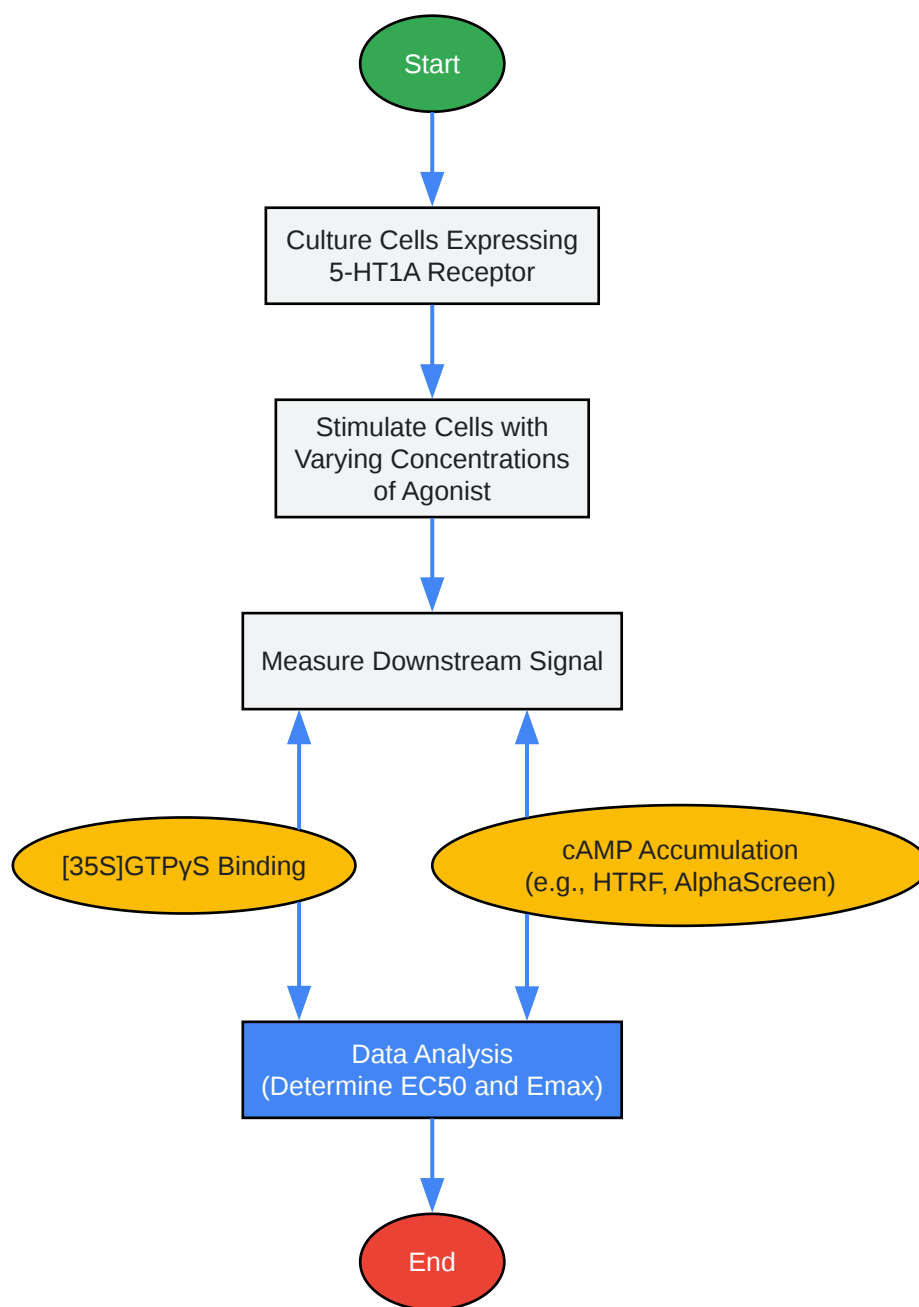 Start
Culture Cells Expressing
5-HT1A Receptor
Stimulate Cells with
Varying Concentrations
of Agonist
Measure Downstream Signal
[35S]GTPγS Binding
cAMP Accumulation
(e.g., HTRF, AlphaScreen)
Data Analysis
(Determine EC50 and Emax)
End